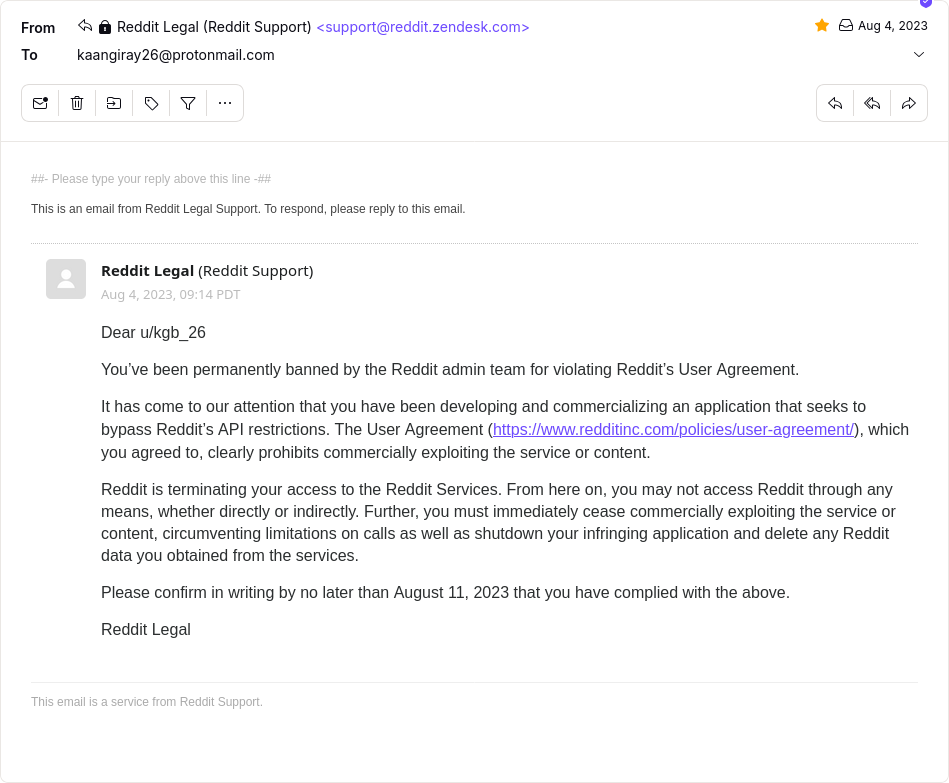 From Reddit Legal (Reddit Support) <support@reddit.zendesk.com> Aug 4, 2023
To kaangiray26@protonmail.com
##- Please type your reply above this line -##
This is an email from Reddit Legal Support. To respond, please reply to this email.
Reddit Legal (Reddit Support)
Aug 4, 2023, 09:14 PDT
Dear u/kgb_26
You’ve been permanently banned by the Reddit admin team for violating Reddit’s User Agreement.
It has come to our attention that you have been developing and commercializing an application that seeks to
bypass Reddit’s API restrictions. The User Agreement (https://www.redditinc.com/policies/user-agreement/), which
you agreed to, clearly prohibits commercially exploiting the service or content.
Reddit is terminating your access to the Reddit Services. From here on, you may not access Reddit through any
means, whether directly or indirectly. Further, you must immediately cease commercially exploiting the service or
content, circumventing limitations on calls as well as shutdown your infringing application and delete any Reddit
data you obtained from the services.
Please confirm in writing by no later than August 11, 2023 that you have complied with the above.
Reddit Legal
This email is a service from Reddit Support.